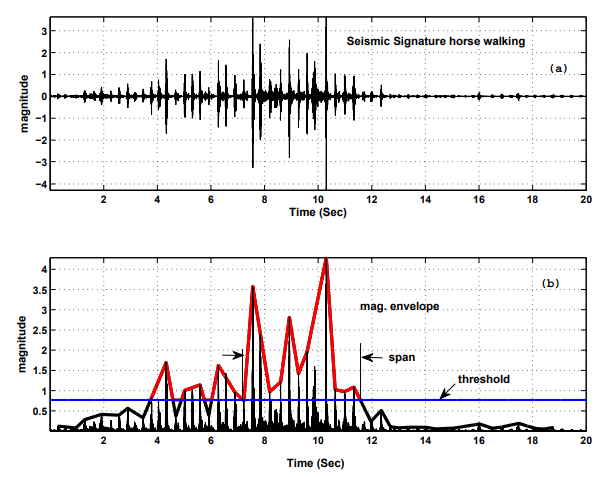 3
2
1
0
−1
−2
−3
−4
magnitude
Seismic Signature horse walking
(a)
2 4 6 8 10 12 14 16 18 20
Time (Sec)
4
3.5
3
2.5
2
1.5
1
0.5
magnitude
(b)
mag. envelope
span
threshold
2 4 6 8 10 12 14 16 18 20
Time (Sec)